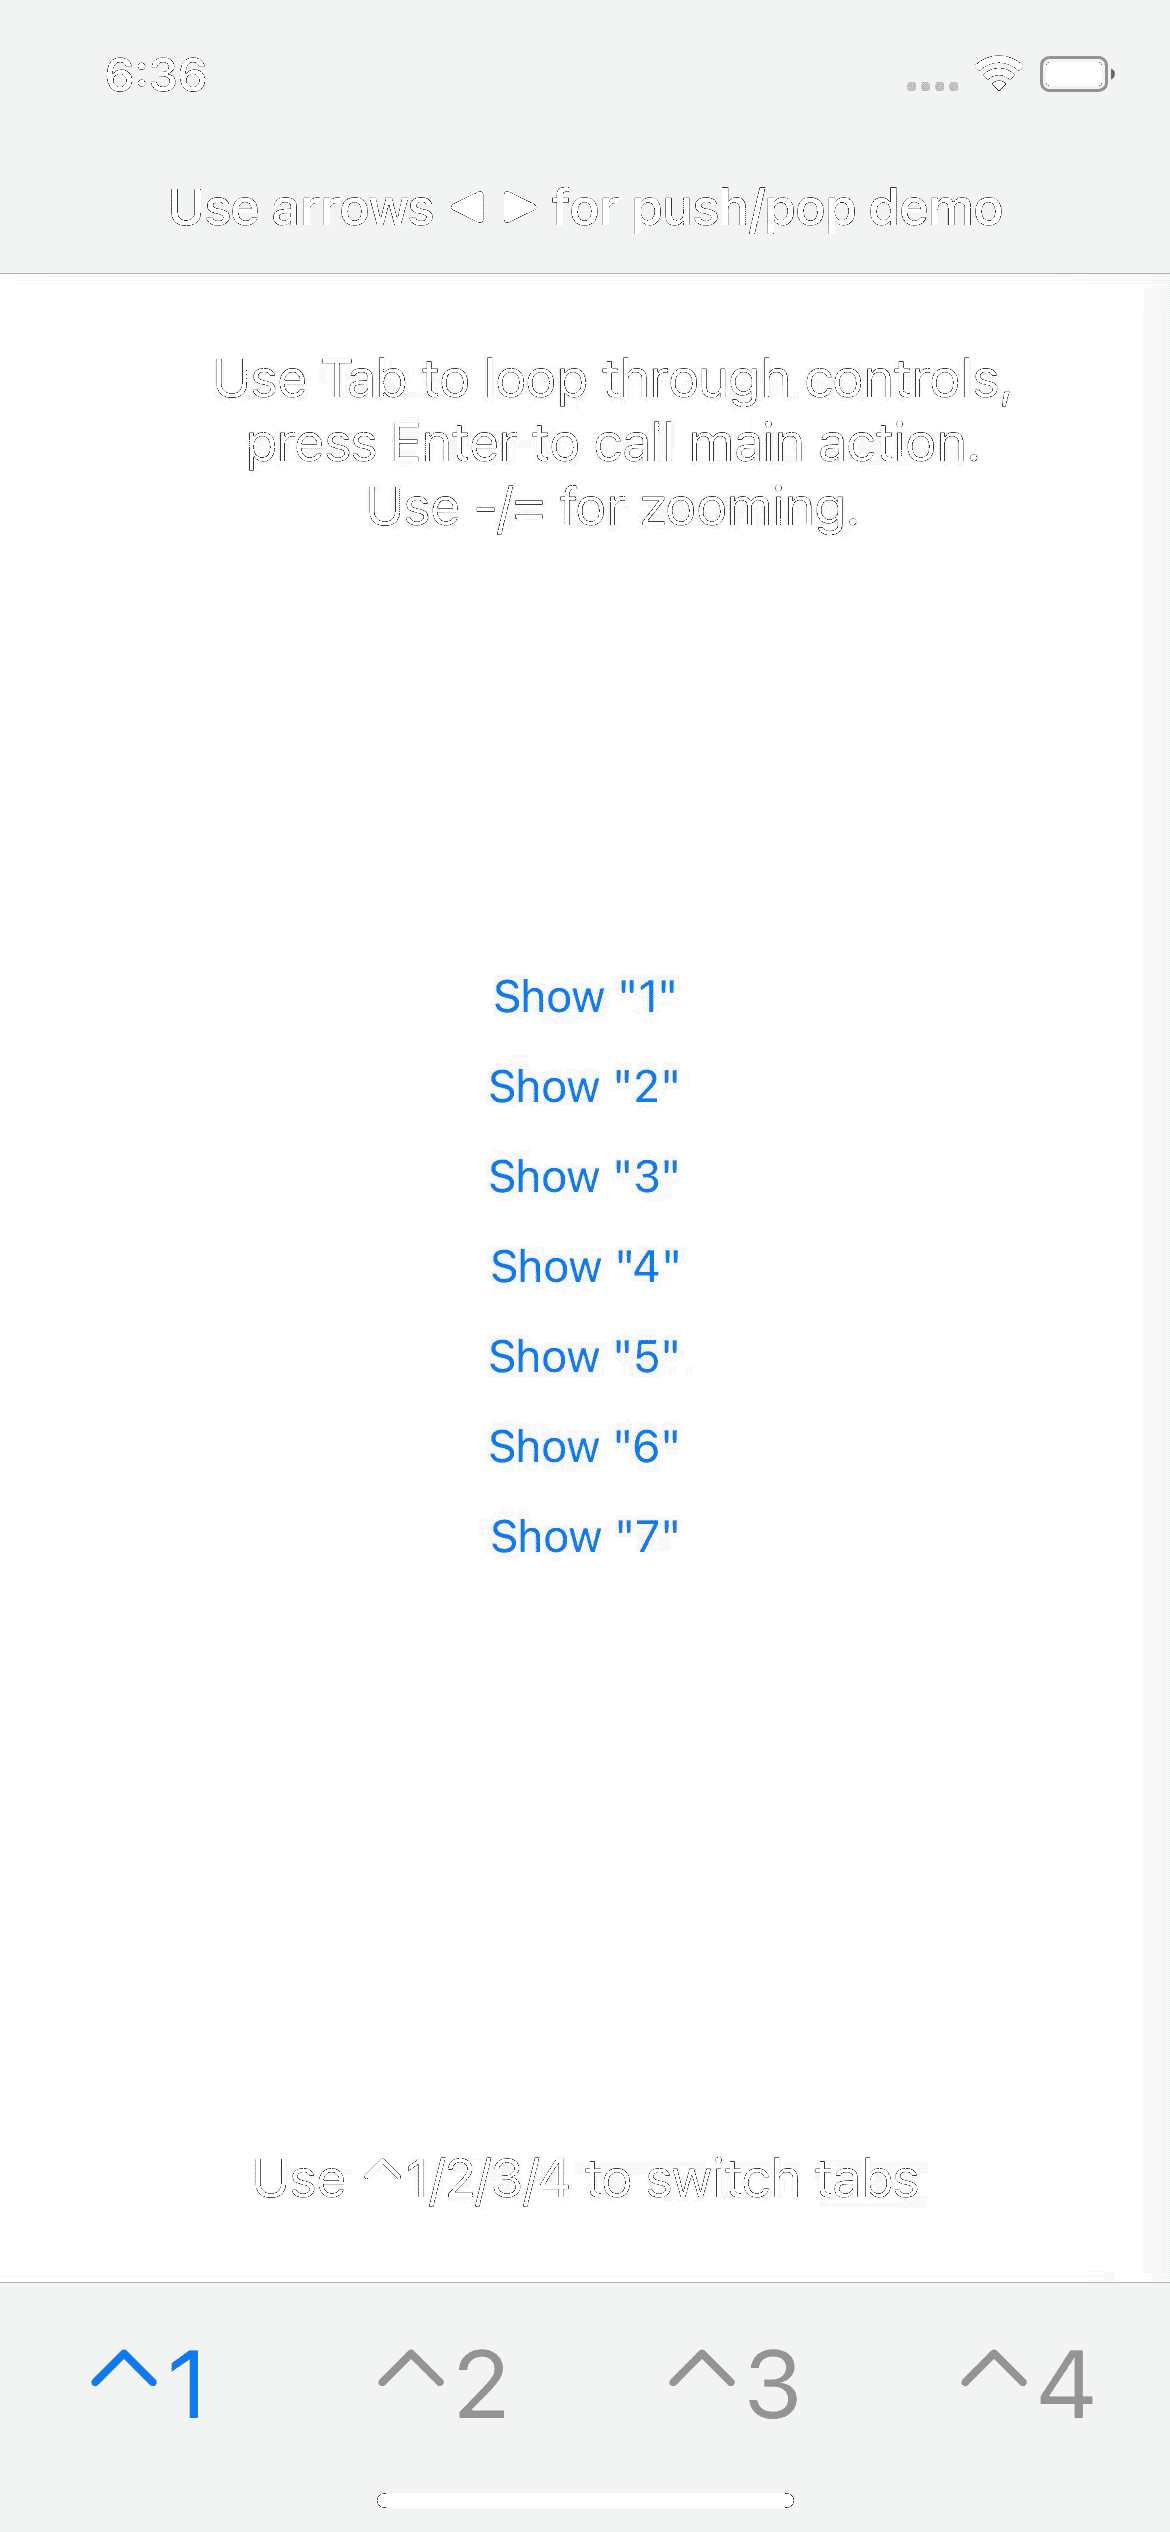 6:36
Use arrows ◀ ▶ for push/pop demo
Use Tab to loop through controls,
press Enter to call main action.
Use -/= for zooming.
Show "1"
Show "2"
Show "3"
Show "4"
Show "5"
Show "6"
Show "7"
Use ^1/2/3/4 to switch tabs
^1 ^2 ^3 ^4